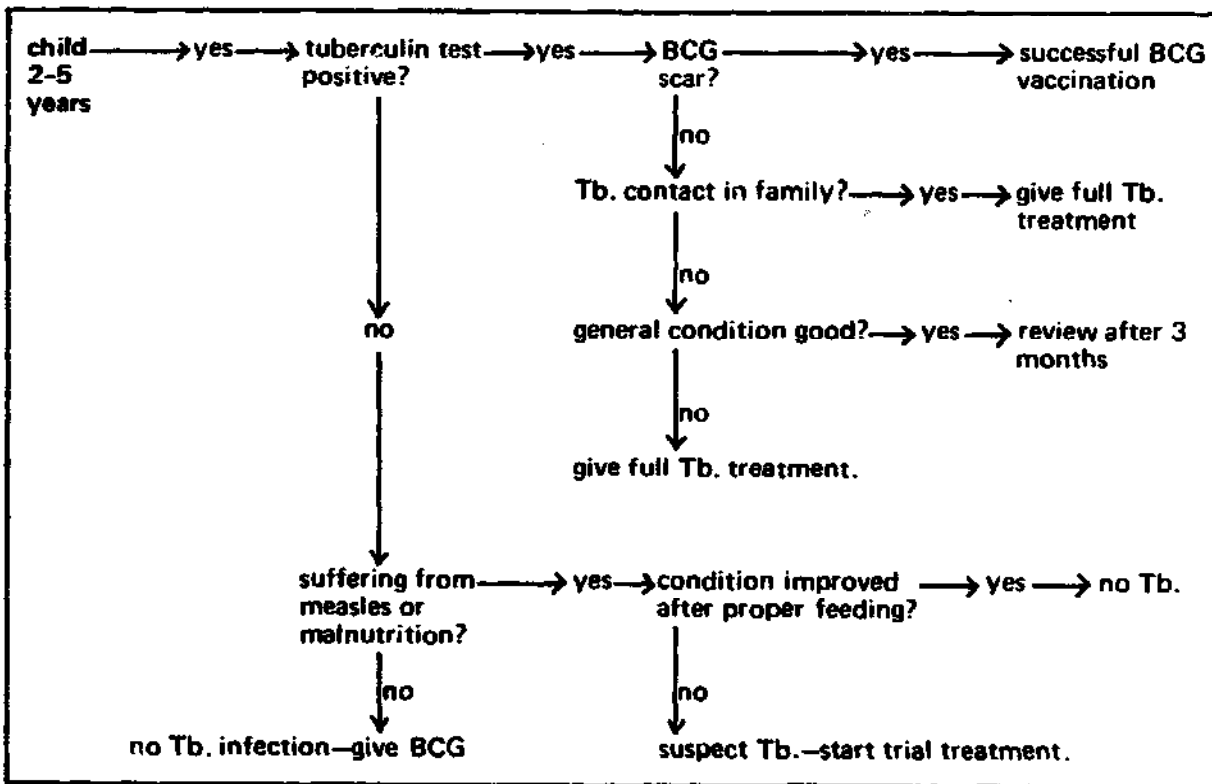 child yes tuberculin test yes BCG yes successful BCG
2-5 positive? scar? vaccination
years
no
Tb. contact in family? yes give full Tb.
treatment
no
no general condition good? yes review after 3
months
no
give full Tb. treatment.
suffering from yes condition improved yes no Tb.
measles or after proper feeding?
malnutrition?
no no
no Tb. infection—give BCG suspect Tb.—start trial treatment.